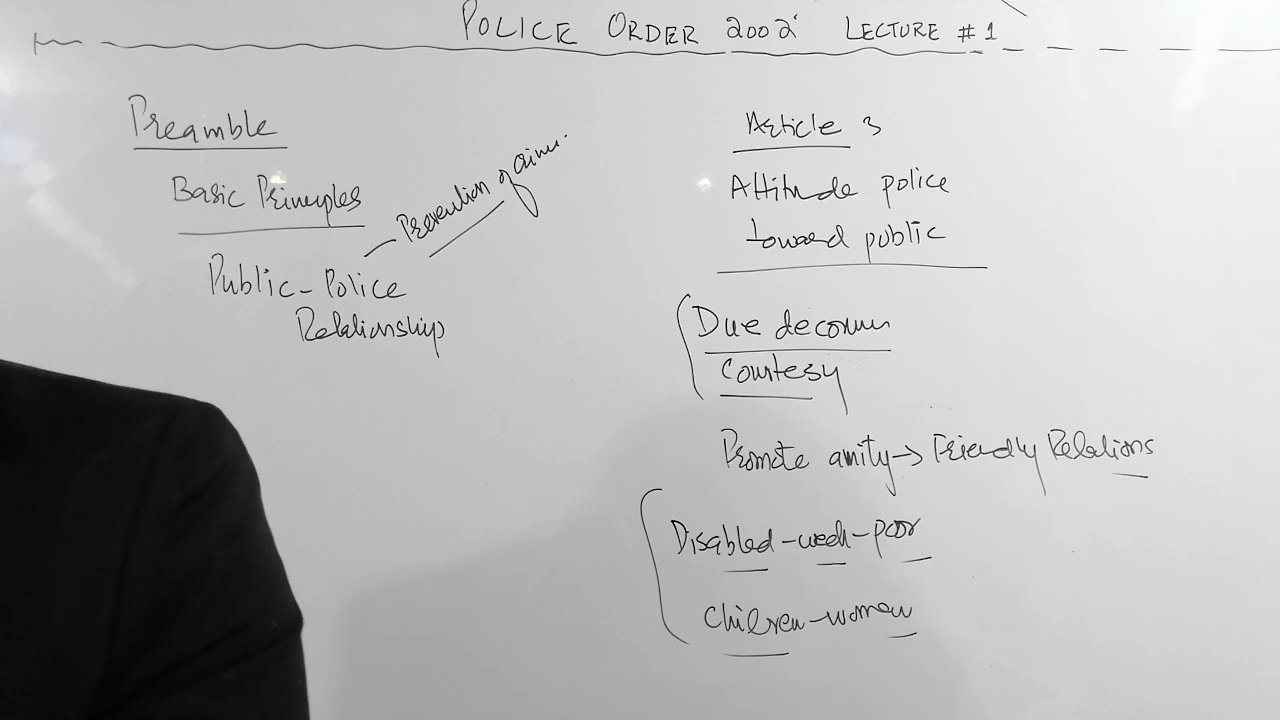 POLICE ORDER 2002 LECTURE # 1
Preamble
Basic Principles
Public-Police
Relationship
Prevention of crime.
Article 3
Attitude police
toward public
Due decorum
Courtesy
Promote amity → Friendly Relations
Disabled-weak-poor
Children-women